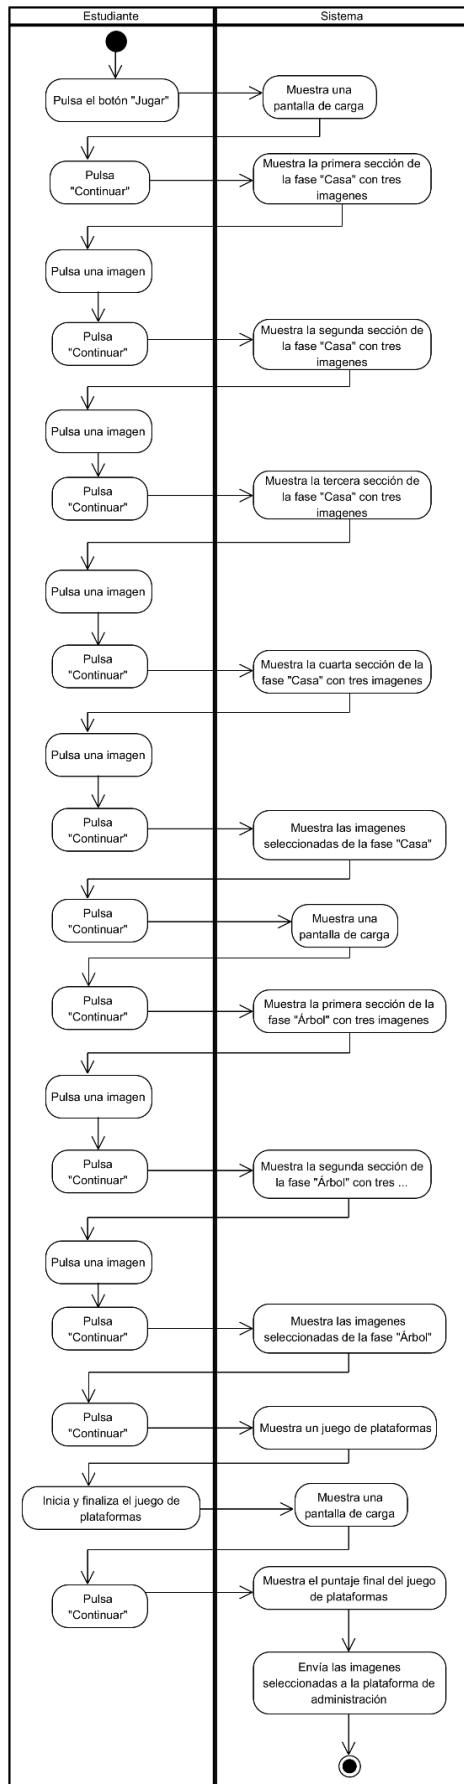 Estudiante
Sistema
Pulsa el botón "Jugar"
Muestra una
pantalla de carga
Pulsa
"Continuar"
Muestra la primera sección de
la fase "Casa" con tres
imagenes
Pulsa una imagen
Pulsa
"Continuar"
Muestra la segunda sección de
la fase "Casa" con tres
imagenes
Pulsa una imagen
Pulsa
"Continuar"
Muestra la tercera sección de
la fase "Casa" con tres
imagenes
Pulsa una imagen
Pulsa
"Continuar"
Muestra la cuarta sección de la
fase "Casa" con tres imagenes
Pulsa una imagen
Pulsa
"Continuar"
Muestra las imagenes
seleccionadas de la fase "Casa"
Pulsa
"Continuar"
Muestra una
pantalla de carga
Pulsa
"Continuar"
Muestra la primera sección de la
fase "Árbol" con tres imagenes
Pulsa una imagen
Pulsa
"Continuar"
Muestra la segunda sección de
la fase "Árbol" con tres ...
Pulsa una imagen
Pulsa
"Continuar"
Muestra las imagenes
seleccionadas de la fase "Árbol"
Pulsa
"Continuar"
Muestra un juego de plataformas
Inicia y finaliza el juego de
plataformas
Muestra una
pantalla de carga
Pulsa
"Continuar"
Muestra el puntaje final del juego
de plataformas
Envía las imagenes
seleccionadas a la plataforma de
administración